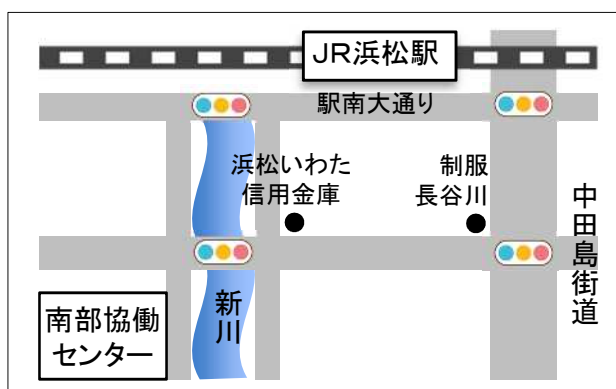 JR浜松駅
駅南大通り
浜松いわた
信用金庫
制服
長谷川
中田島街道
新川
南部協働
センター